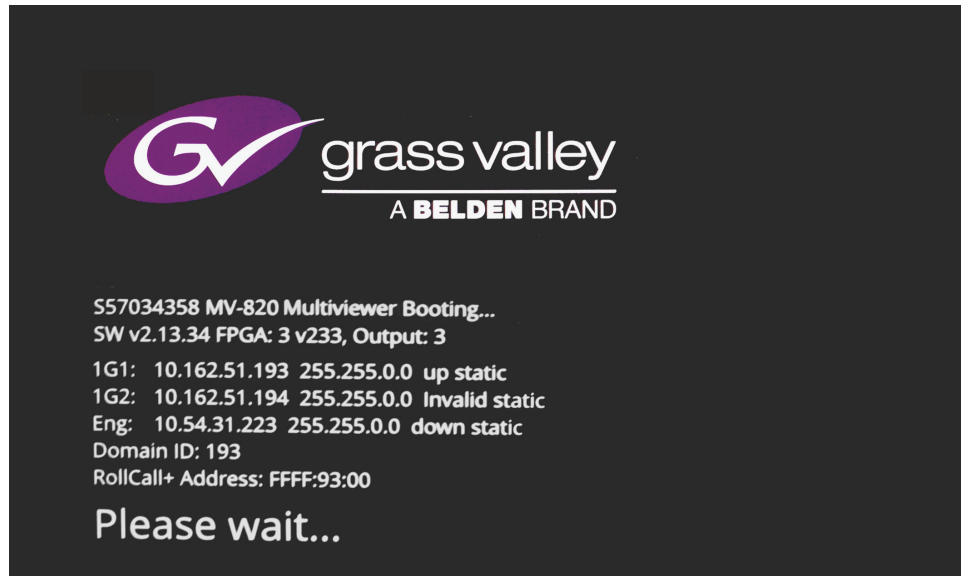 GV
grass valley
A BELDEN BRAND
S57034358 MV-820 Multiviewer Booting...
SW v2.13.34 FPGA: 3 v233, Output: 3
1G1: 10.162.51.193 255.255.0.0 up static
1G2: 10.162.51.194 255.255.0.0 Invalid static
Eng: 10.54.31.223 255.255.0.0 down static
Domain ID: 193
RollCall+ Address: FFFF:93:00
Please wait...